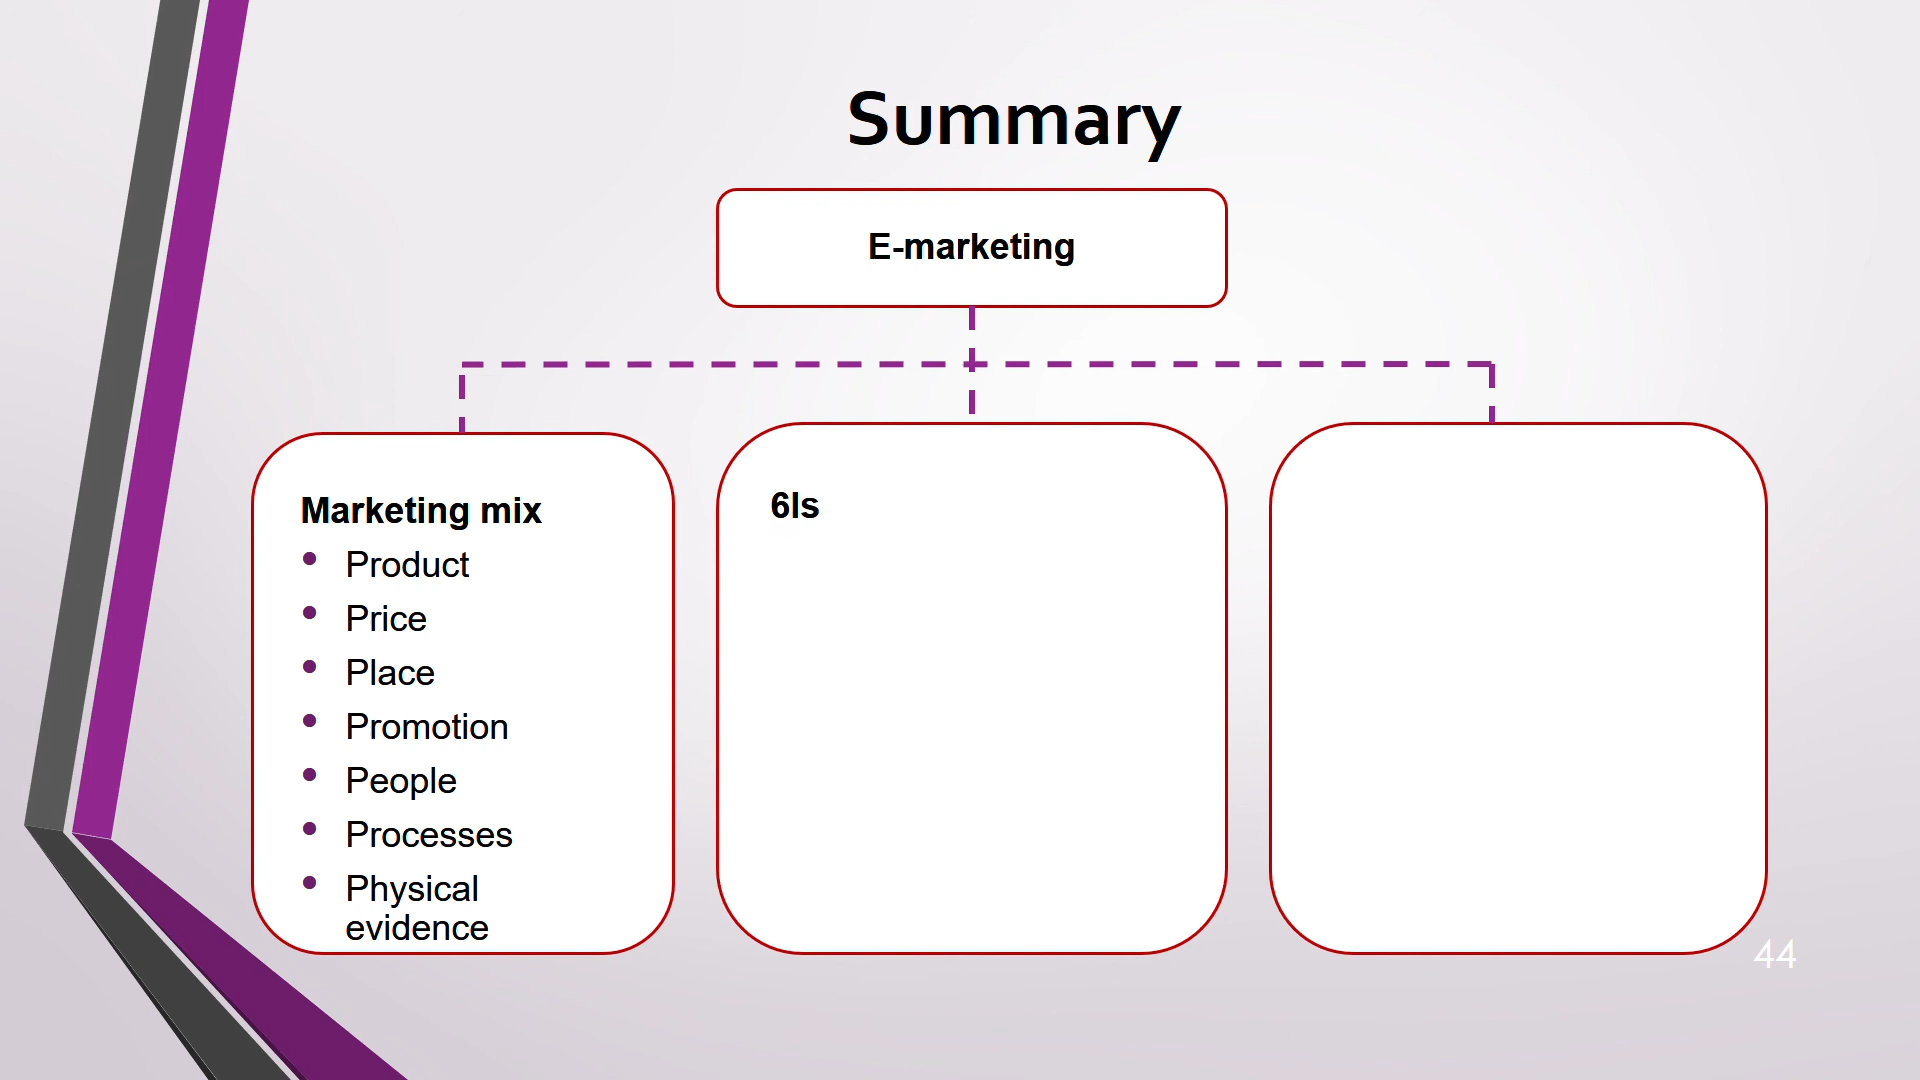 Summary
E-marketing
Marketing mix
• Product
• Price
• Place
• Promotion
• People
• Processes
• Physical
evidence
6Is
44